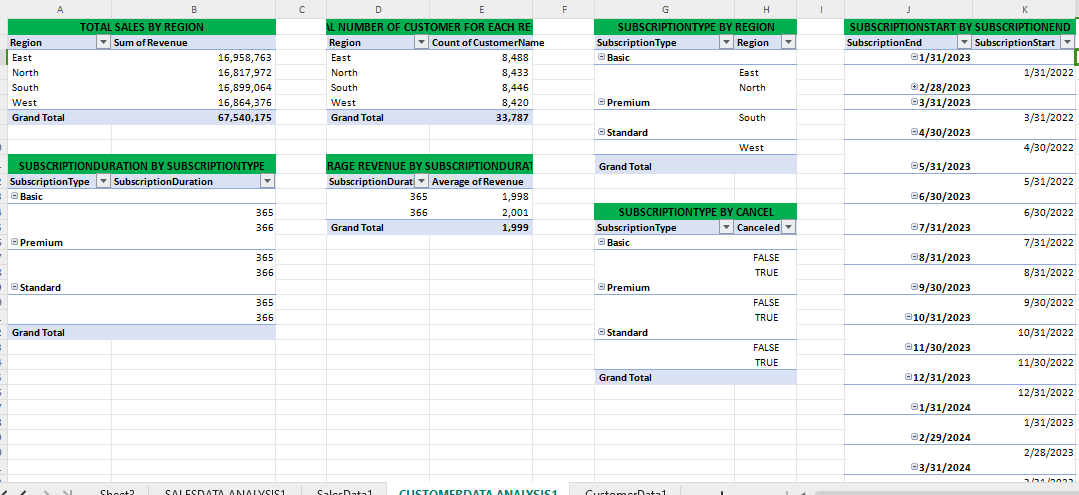 A B C D E F G H I J K
TOTAL SALES BY REGION
Region Sum of Revenue
East 16,958,763
North 16,817,972
South 16,899,064
West 16,864,376
Grand Total 67,540,175
AL NUMBER OF CUSTOMER FOR EACH RE
Region Count of CustomerName
East 8,488
North 8,433
South 8,446
West 8,420
Grand Total 33,787
SUBSCRIPTIONTYPE BY REGION
SubscriptionType Region
Basic
East
North
Premium
South
Standard
West
Grand Total
SUBSCRIPTIONDURATION BY SUBSCRIPTIONTYPE
SubscriptionType SubscriptionDuration
Basic
365
366
Premium
365
366
Standard
365
366
Grand Total
RAGE REVENUE BY SUBSCRIPTIONDURAT
SubscriptionDurat Average of Revenue
365 1,998
366 2,001
Grand Total 1,999
SUBSCRIPTIONTYPE BY CANCEL
SubscriptionType Canceled
Basic
FALSE
TRUE
Premium
FALSE
TRUE
Standard
FALSE
TRUE
Grand Total
SUBSCRIPTIONSTART BY SUBSCRIPTIONEND
SubscriptionEnd SubscriptionStart
1/31/2023
1/31/2022
2/28/2023
3/31/2023
3/31/2022
4/30/2023
4/30/2022
5/31/2023
5/31/2022
6/30/2023
6/30/2022
7/31/2023
7/31/2022
8/31/2023
8/31/2022
9/30/2023
9/30/2022
10/31/2023
10/31/2022
11/30/2023
11/30/2022
12/31/2023
12/31/2022
1/31/2024
1/31/2023
2/29/2024
2/28/2023
3/31/2024
3/31/2023
Sheet3 SALESDATA ANALYSIS1 SalesData1 CUSTOMERDATA ANALYSIS1 CustomerData1